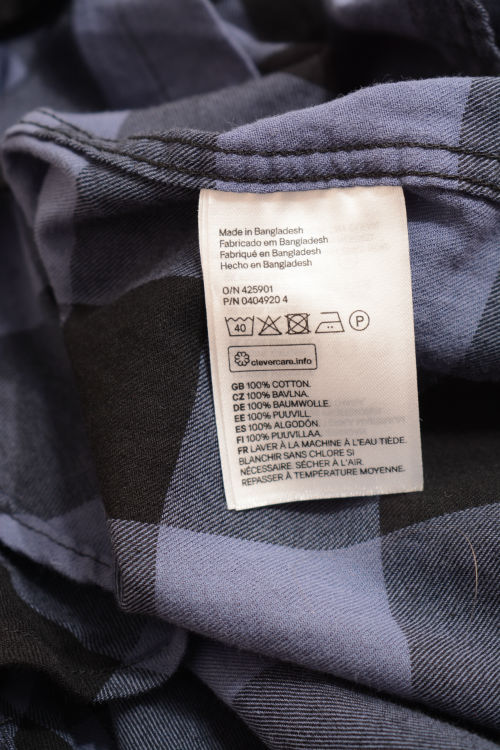 Made in Bangladesh
Fabricado em Bangladesh
Fabriqué en Bangladesh
Hecho en Bangladesh
O/N 425901
P/N 0404920 4
40 P
clevercare.info
GB 100% COTTON.
CZ 100% BAVLNA.
DE 100% BAUMWOLLE.
EE 100% PUUVILL.
ES 100% ALGODÓN.
FI 100% PUUVILLAA.
FR LAVER À LA MACHINE À L'EAU TIÈDE.
BLANCHIR SANS CHLORE SI
NÉCESSAIRE. SÉCHER À L'AIR.
REPASSER À TEMPÉRATURE MOYENNE.